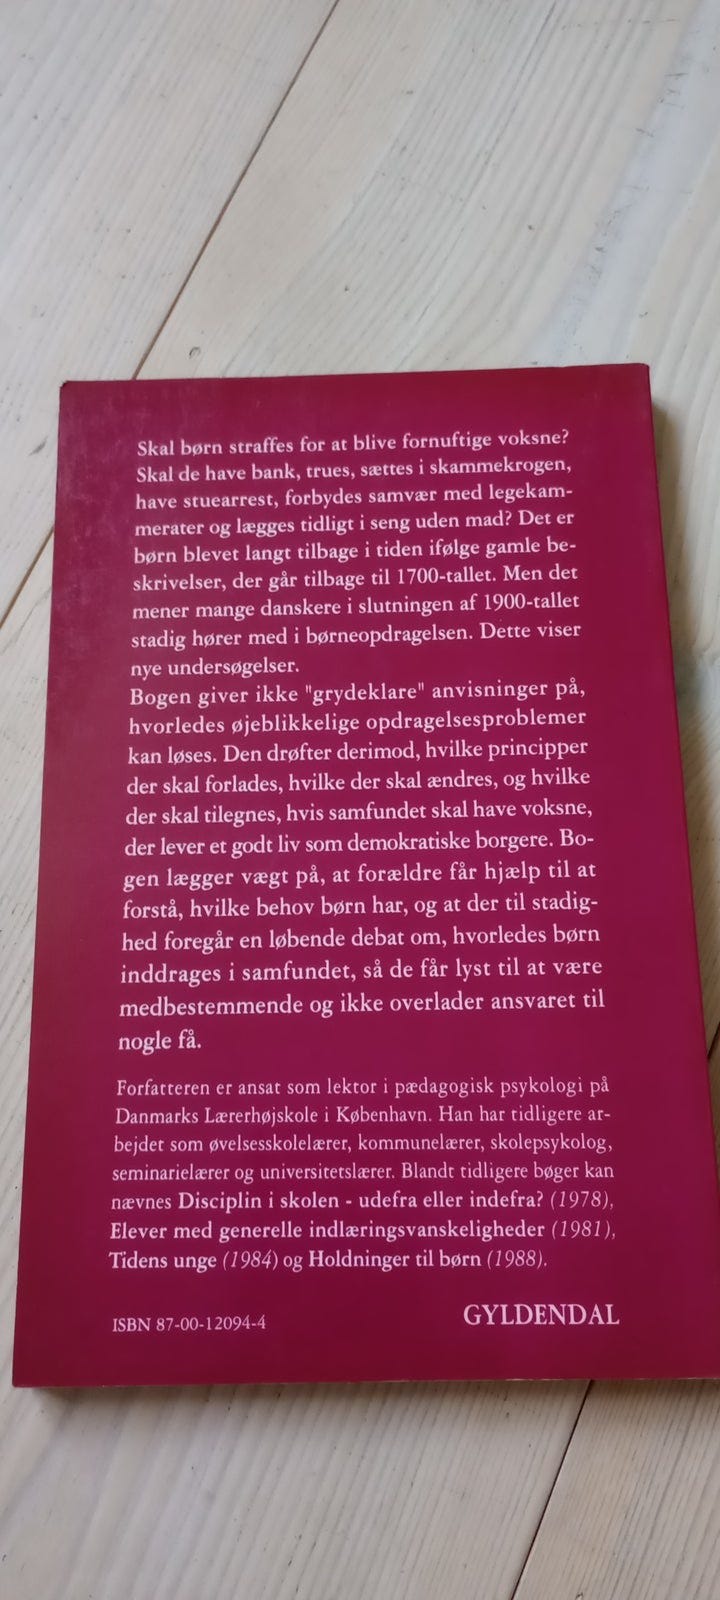 Skal børn straffes for at blive fornuftige voksne?
Skal de have bank, trues, sættes i skammekrogen,
have stuearrest, forbydes samvær med legekam-
merater og lægges tidligt i seng uden mad? Det er
børn blevet langt tilbage i tiden ifølge gamle be-
skrivelser, der går tilbage til 1700-tallet. Men det
mener mange danskere i slutningen af 1900-tallet
stadig hører med i børneopdragelsen. Dette viser
nye undersøgelser.
Bogen giver ikke "grydeklare" anvisninger på,
hvorledes øjeblikkelige opdragelsesproblemer
kan løses. Den drøfter derimod, hvilke principper
der skal forlades, hvilke der skal ændres, og hvilke
der skal tilegnes, hvis samfundet skal have voksne,
der lever et godt liv som demokratiske borgere. Bo-
gen lægger vægt på, at forældre får hjælp til at
forstå, hvilke behov børn har, og at der til stadig-
hed foregår en løbende debat om, hvorledes børn
inddrages i samfundet, så de får lyst til at være
medbestemmende og ikke overlader ansvaret til
nogle få.
Forfatteren er ansat som lektor i pædagogisk psykologi på
Danmarks Lærerhøjskole i København. Han har tidligere ar-
bejdet som øvelsesskolelærer, kommunelærer, skolepsykolog,
seminarielærer og universitetslærer. Blandt tidligere bøger kan
nævnes Disciplin i skolen - udefra eller indefra? (1978),
Elever med generelle indlæringsvanskeligheder (1981),
Tidens unge (1984) og Holdninger til børn (1988).
ISBN 87-00-12094-4
GYLDENDAL